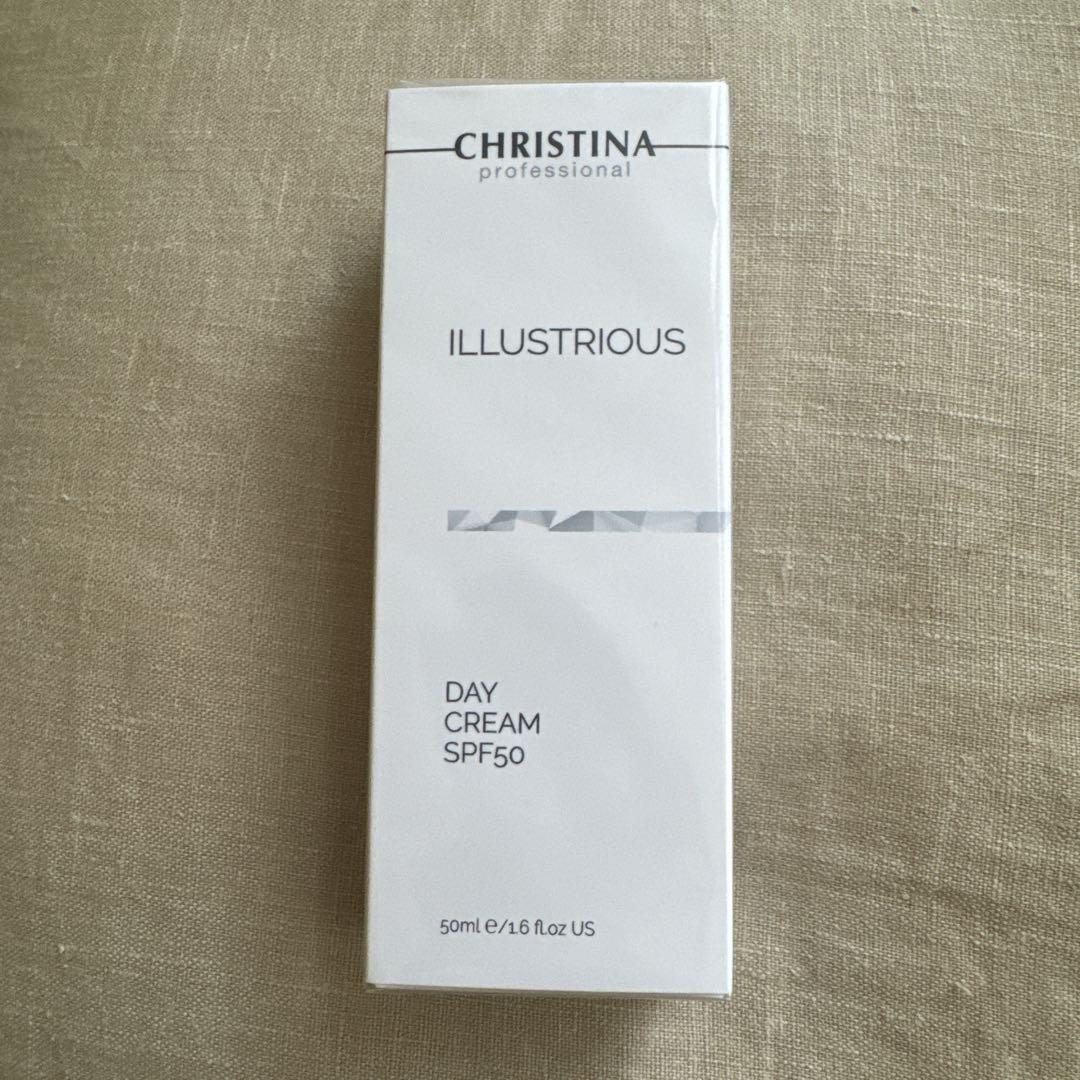 CHRISTINA
professional
ILLUSTRIOUS
DAY
CREAM
SPF50
50ml ℮/1.6 fl.oz US